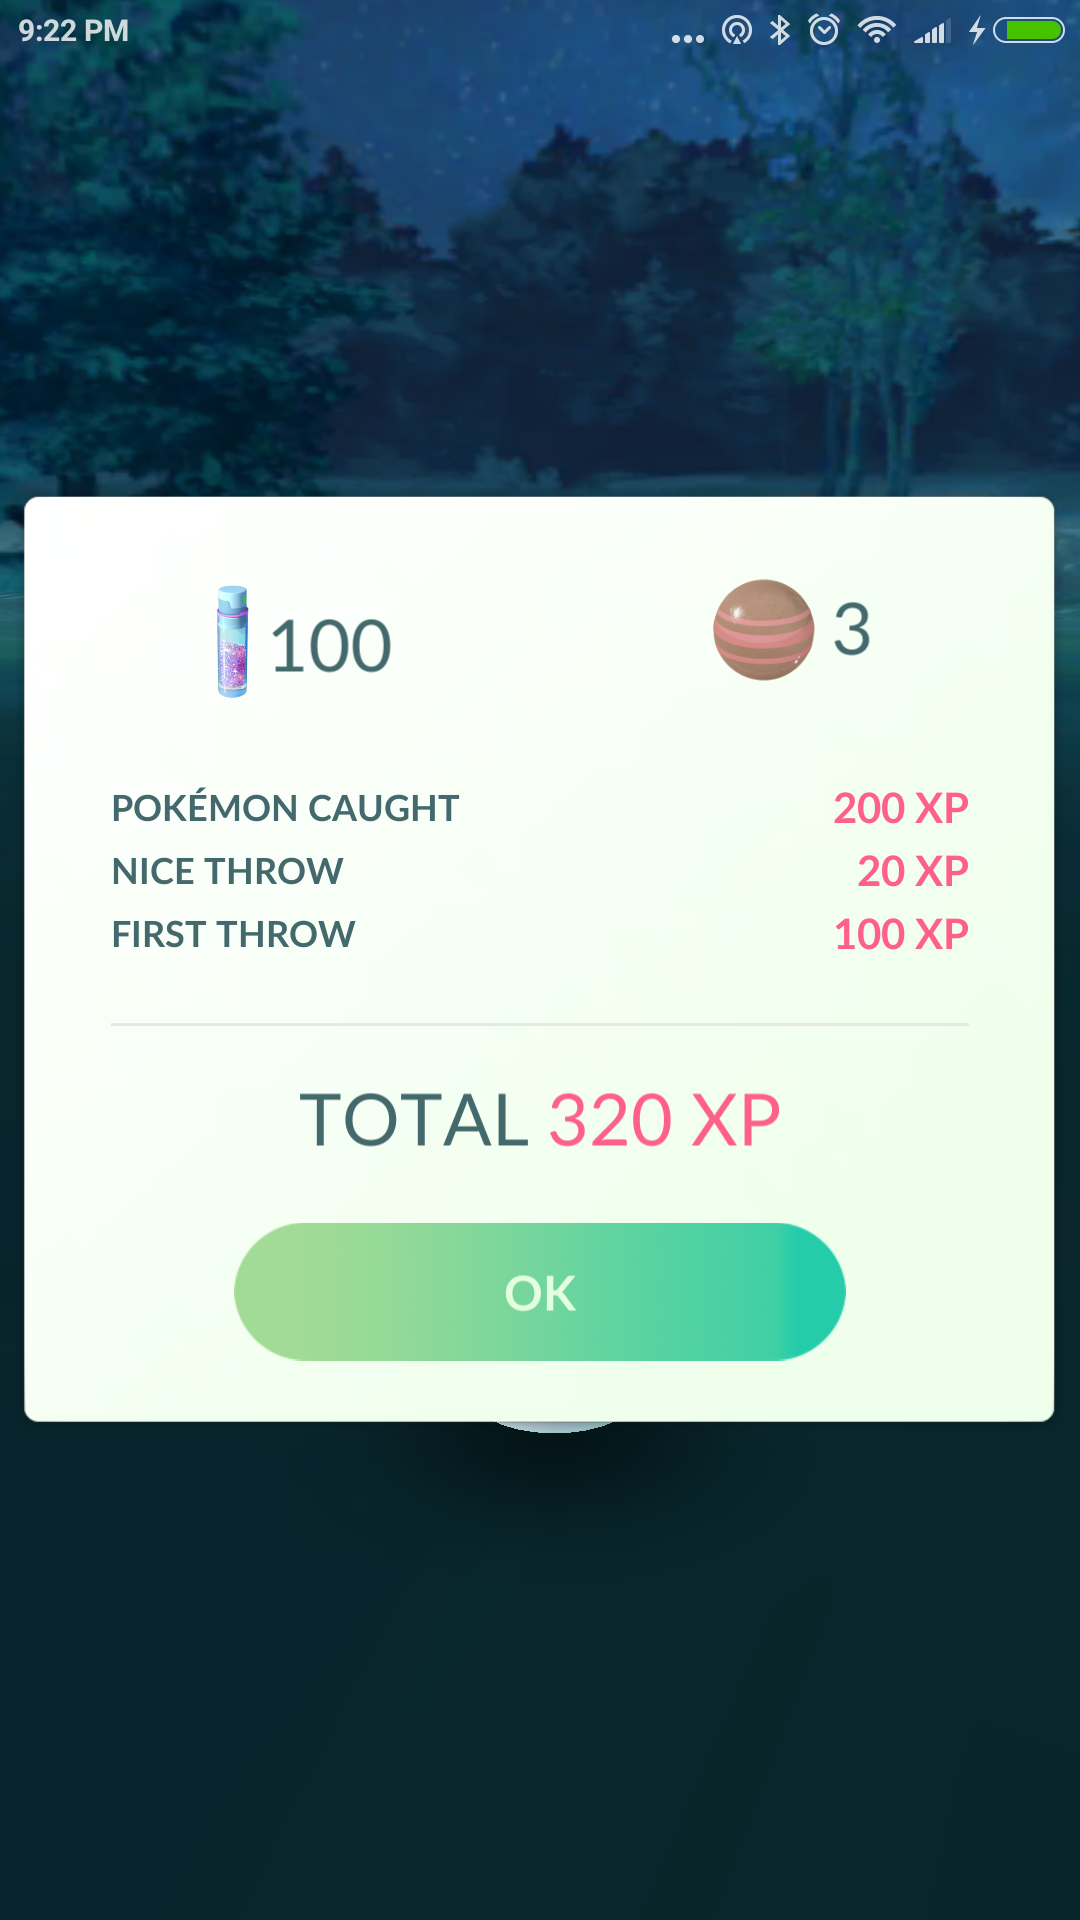 9:22 PM
100
3
POKÉMON CAUGHT 200 XP
NICE THROW 20 XP
FIRST THROW 100 XP
TOTAL 320 XP
OK